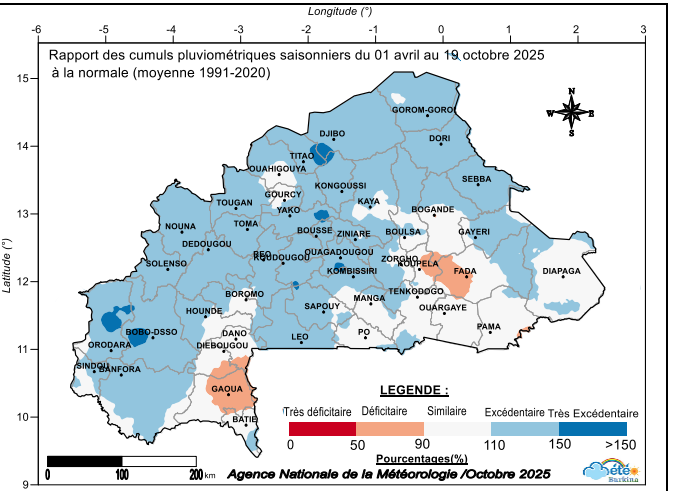 Longitude (°)
-6 -5 -4 -3 -2 -1 0 1 2 3
Rapport des cumuls pluviométriques saisonniers du 01 avril au 19 octobre 2025
à la normale (moyenne 1991-2020)
15
14
13
12
11
10
9
Latitude (°)
N
W E
S
GOROM-GOROM
DJIBO
DORI
TITAO
OUAHIGOUYA
SEBBA
KONGOUSSI
GOURCY
TOUGAN
KAYA
YAKO
BOGANDE
NOUNA
TOMA
BOUSSE
ZINIARE
BOULSA
GAYERI
DEDOUGOU
REO
KOUDOUGOU
OUAGADOUGOU
ZORGHO
KOUPELA
SOLENSO
KOMBISSIRI
FADA
DIAPAGA
BOROMO
TENKODOGO
MANGA
HOUNDE
SAPOUY
OUARGAYE
BOBO-DSSO
DANO
LEO
PO
PAMA
ORODARA
DIEBOUGOU
SINDOU
BANFORA
GAOUA
BATIE
LEGENDE :
Très déficitaire Déficitaire Similaire Excédentaire Très Excédentaire
0 50 90 110 150 >150
Pourcentages(%)
0 100 200 km
Agence Nationale de la Météorologie /Octobre 2025
météo
Burkina